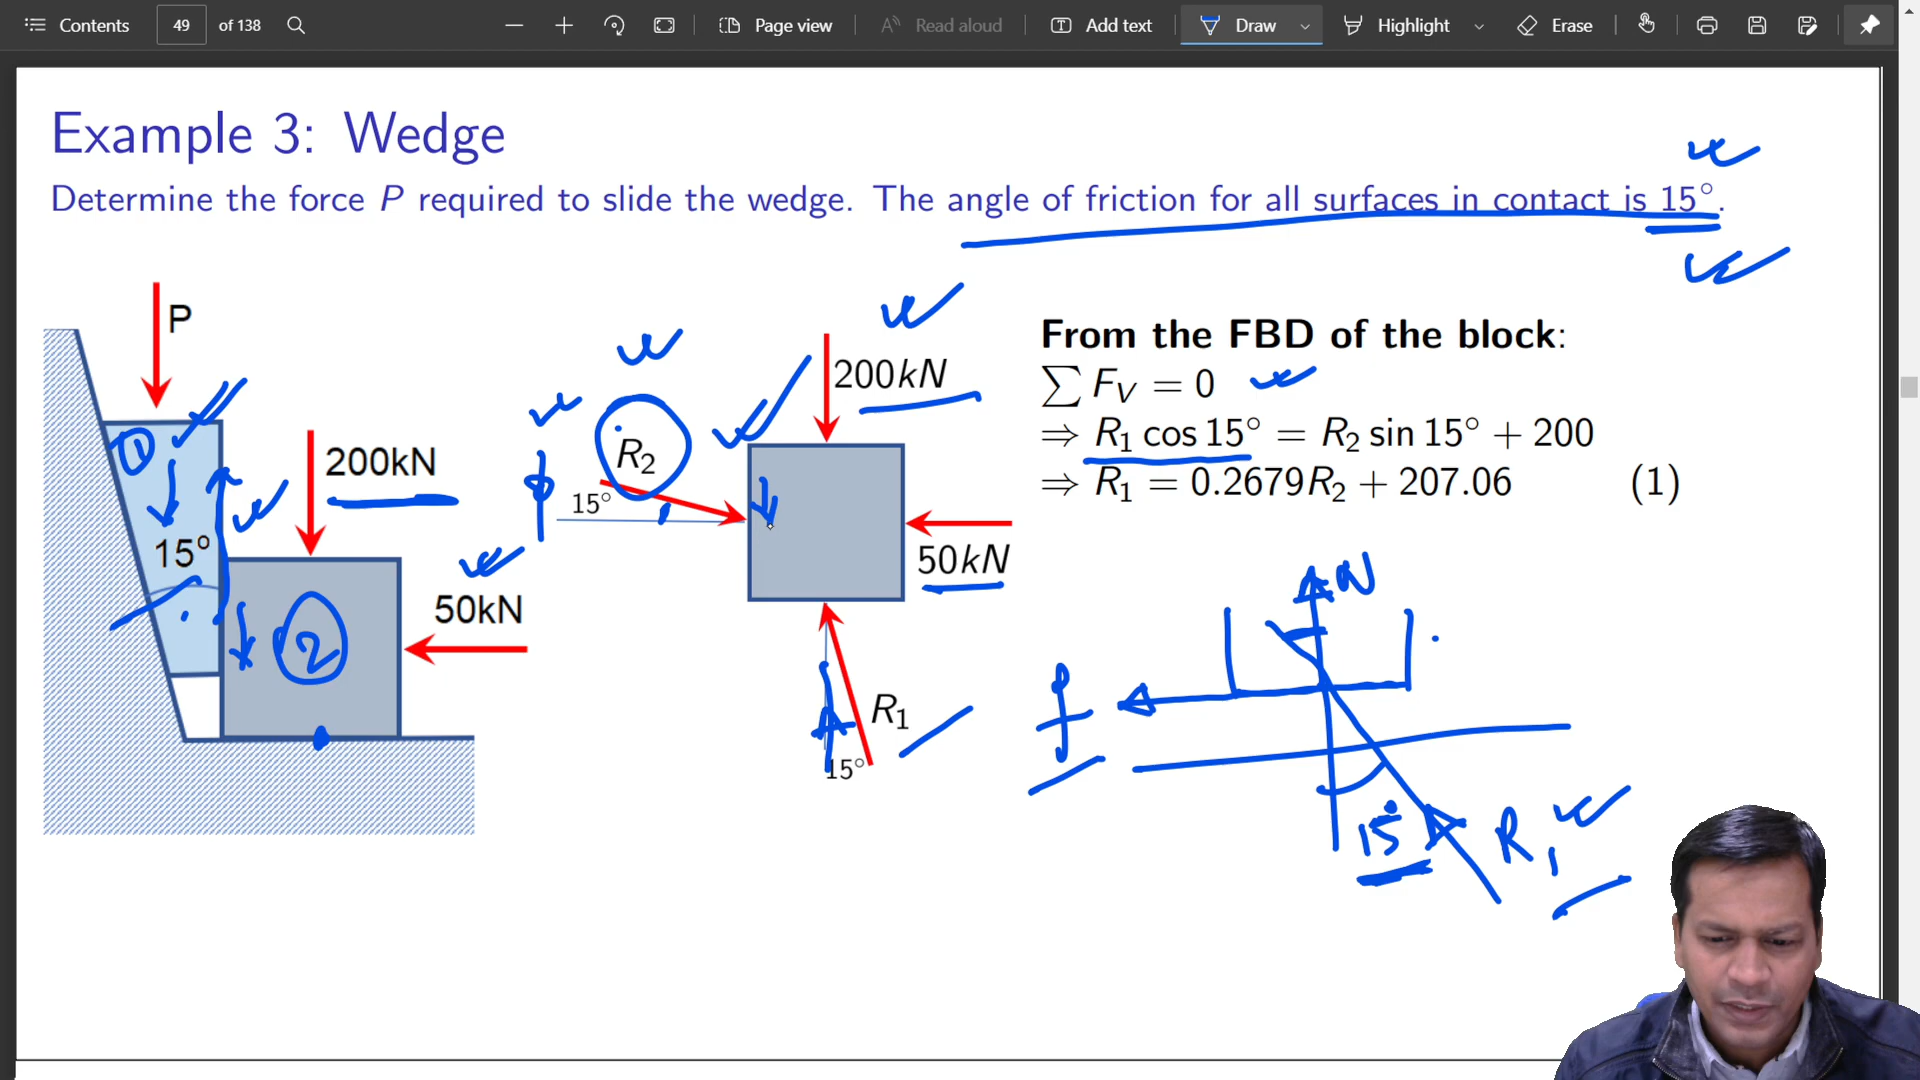 Contents 49 of 138 Page view Read aloud Add text Draw Highlight Erase
Example 3: Wedge
Determine the force P required to slide the wedge. The angle of friction for all surfaces in contact is 15°.
P
1
15°
200kN
2
50kN
R₂
15°
200kN
50kN
R₁
15°
From the FBD of the block:
∑ F_V = 0
⇒ R₁ cos 15° = R₂ sin 15° + 200
⇒ R₁ = 0.2679R₂ + 207.06 (1)
N
f
15°
R₁